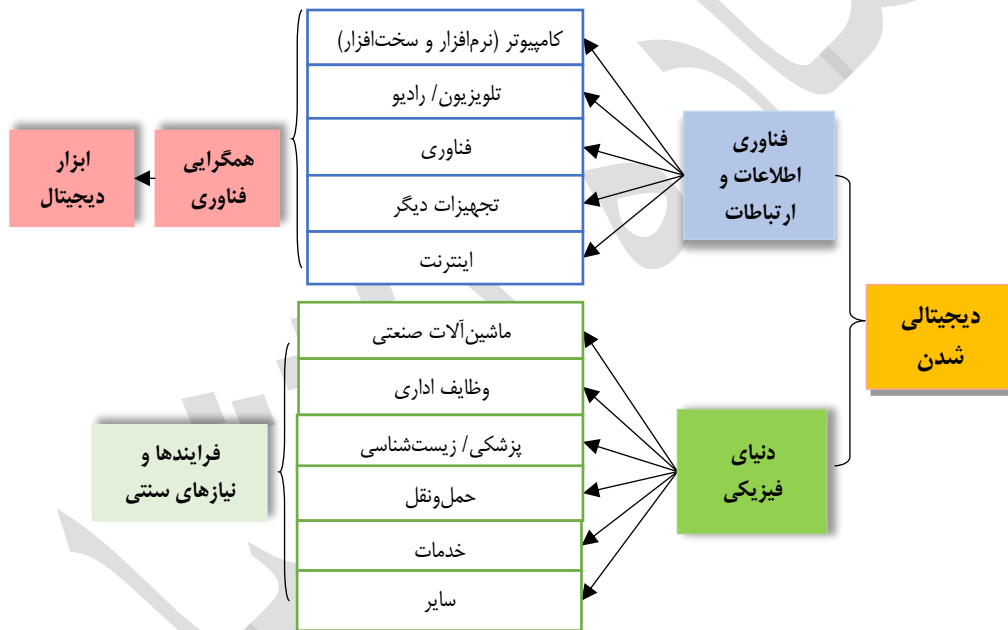 دیجیتالی
شدن
فناوری
اطلاعات و
ارتباطات
کامپیوتر (نرم‌افزار و سخت‌افزار)
تلویزیون/ رادیو
فناوری
تجهیزات دیگر
اینترنت
همگرایی
فناوری
ابزار
دیجیتال
دنیای
فیزیکی
ماشین‌آلات صنعتی
وظایف اداری
پزشکی/ زیست‌شناسی
حمل‌ونقل
خدمات
سایر
فرایندها و
نیازهای سنتی